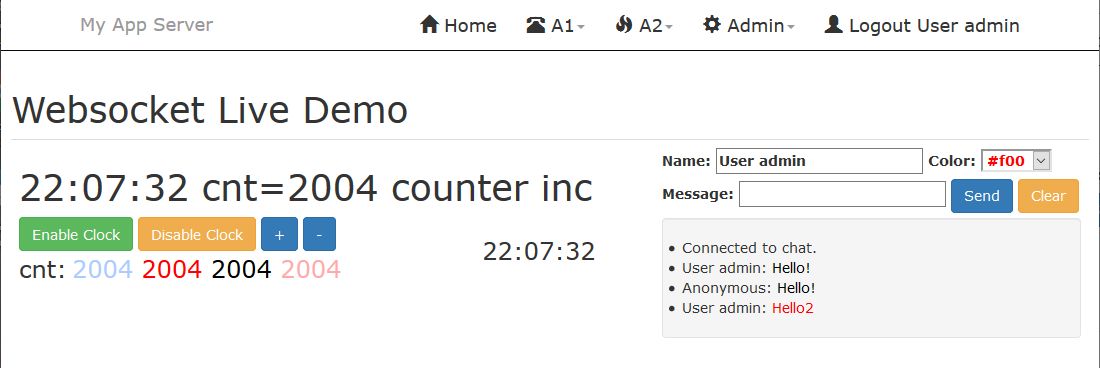 My App Server Home A1 A2 Admin Logout User admin
Websocket Live Demo
22:07:32 cnt=2004 counter inc
Enable Clock Disable Clock + -
22:07:32
cnt: 2004 2004 2004 2004
Name: User admin Color: #f00
Message: Send Clear
Connected to chat.
User admin: Hello!
Anonymous: Hello!
User admin: Hello2